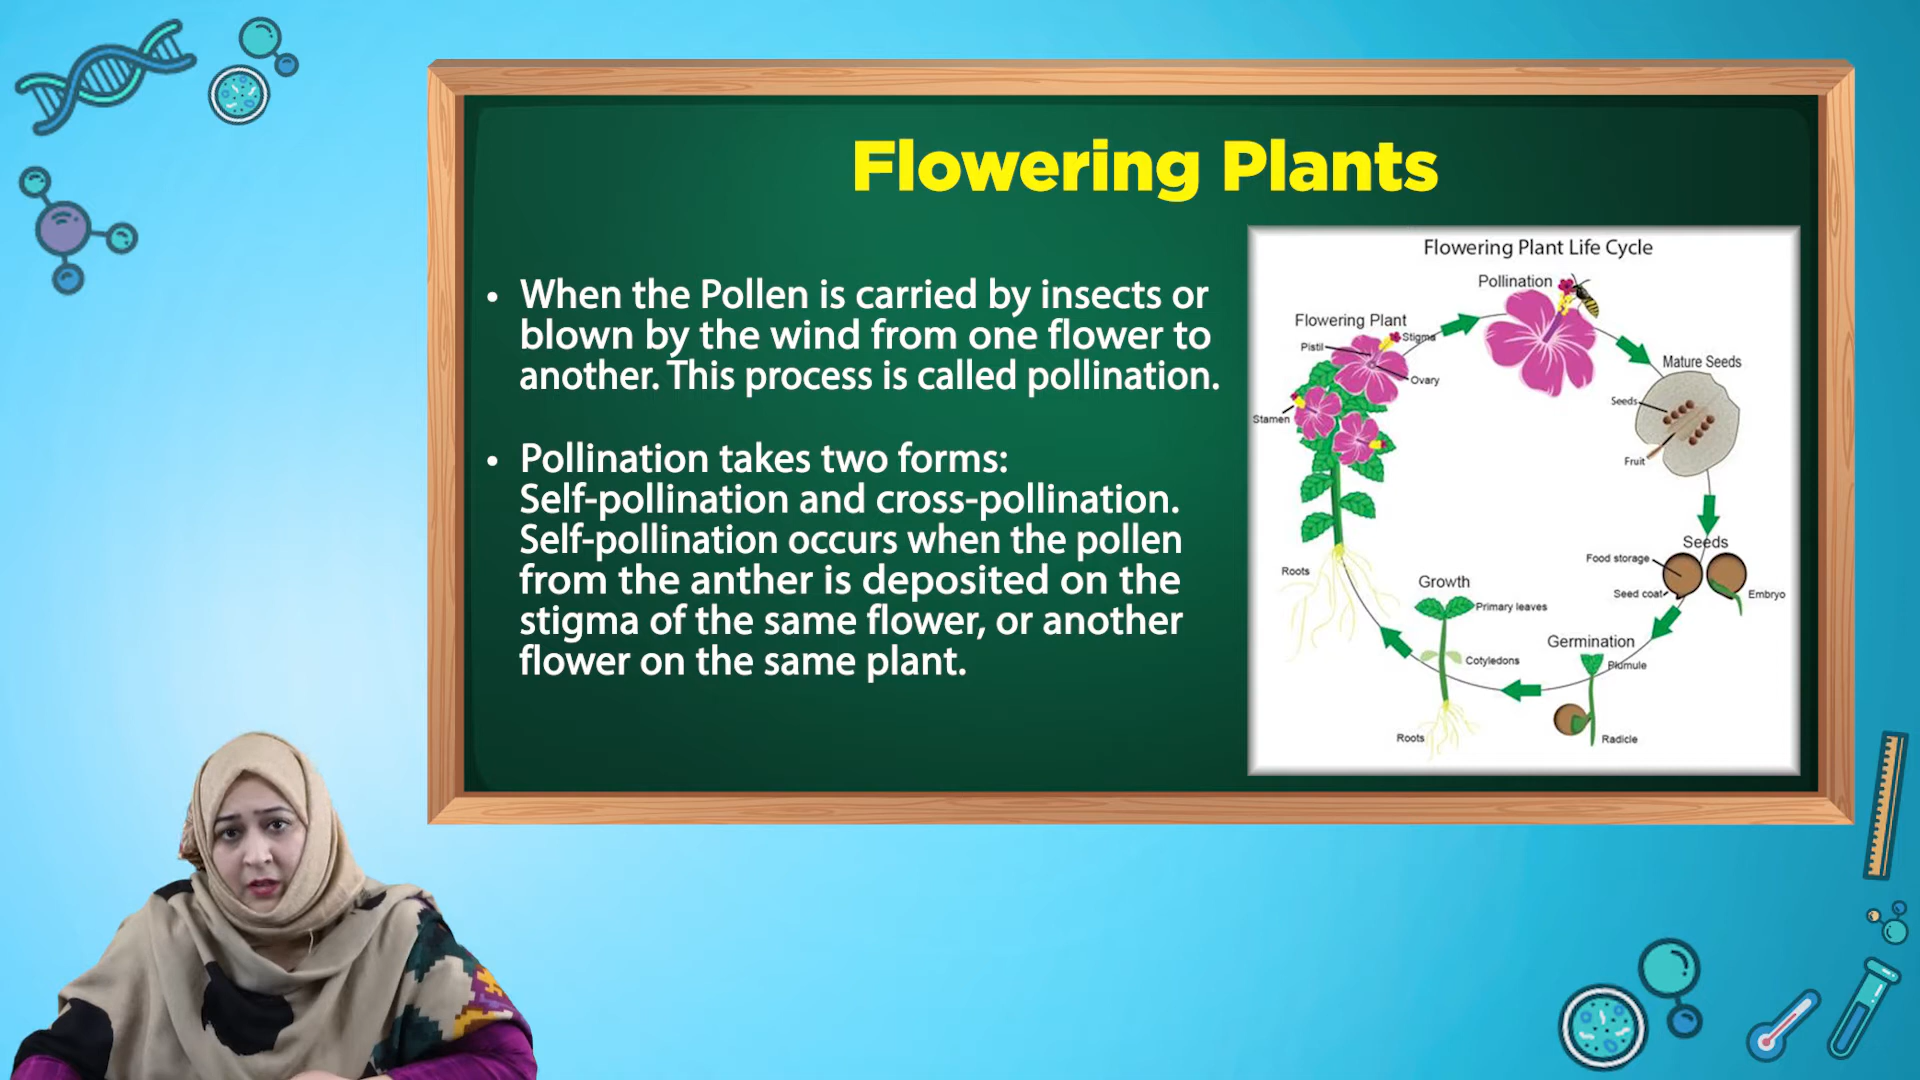 Flowering Plants
• When the Pollen is carried by insects or
blown by the wind from one flower to
another. This process is called pollination.
• Pollination takes two forms:
Self-pollination and cross-pollination.
Self-pollination occurs when the pollen
from the anther is deposited on the
stigma of the same flower, or another
flower on the same plant.
Flowering Plant Life Cycle
Pollination
Flowering Plant
Stigma
Pistil
Ovary
Stamen
Roots
Mature Seeds
Seeds
Fruit
Seeds
Food storage
Seed coat
Embryo
Germination
Plumule
Radicle
Growth
Primary leaves
Cotyledons
Roots